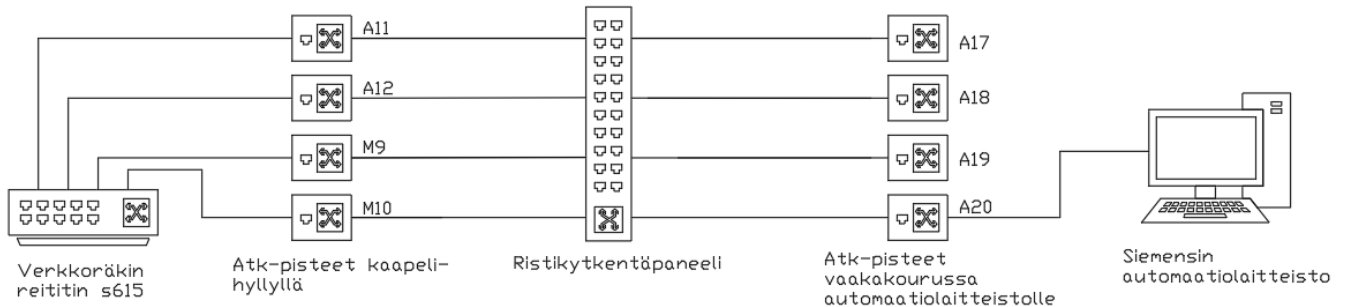 A11
A17
A12
A18
M9
A19
M10
A20
Verkkoräkin
reititin s615
Atk-pisteet kaapeli-
hyllyllä
Ristikytkentäpaneeli
Atk-pisteet
vaakakourussa
automaatiolaitteistolle
Siemensin
automaatiolaitteisto